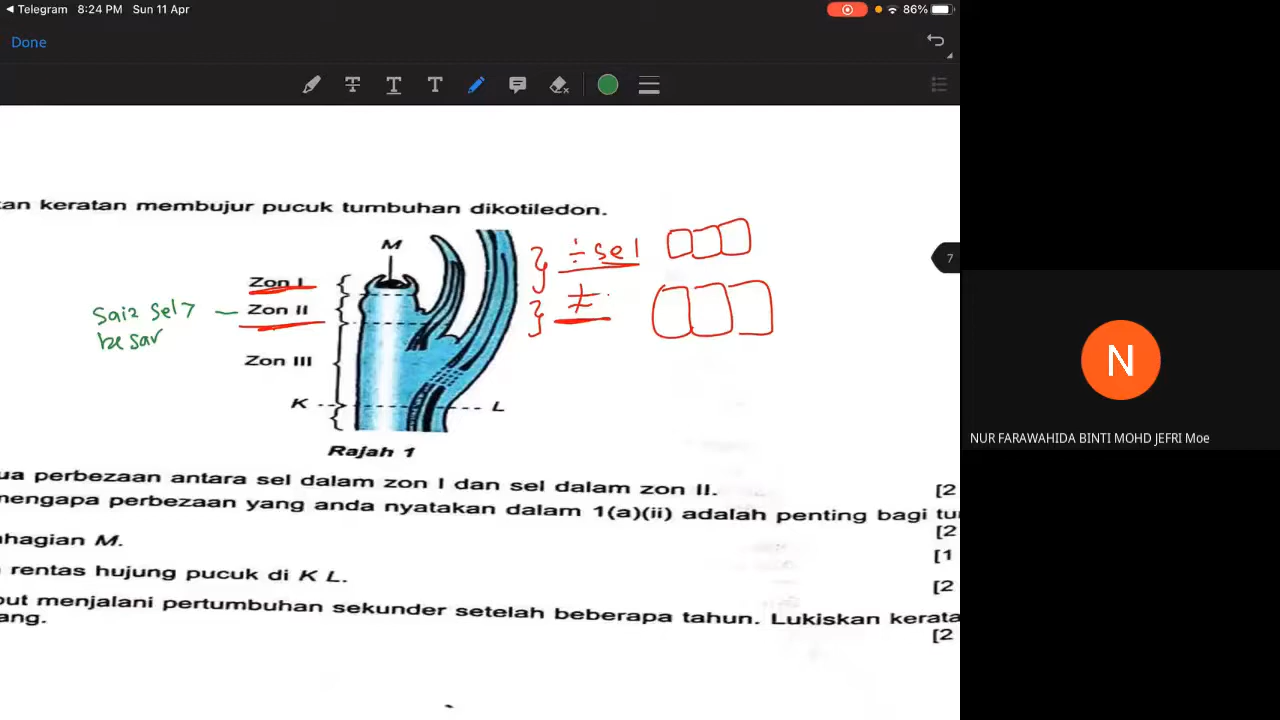 Telegram 8:24 PM Sun 11 Apr 86%
Done
T T T
7
kan keratan membujur pucuk tumbuhan dikotiledon.
M
÷ sel
Zon I
Saiz sel > besar
Zon II
Zon III
K
L
Rajah 1
ua perbezaan antara sel dalam zon I dan sel dalam zon II. [2
mengapa perbezaan yang anda nyatakan dalam 1(a)(ii) adalah penting bagi tu
[2
ahagian M. [1
rentas hujung pucuk di K L. [2
but menjalani pertumbuhan sekunder setelah beberapa tahun. Lukiskan kerata
ang. [2
N
NUR FARAWAHIDA BINTI MOHD JEFRI Moe